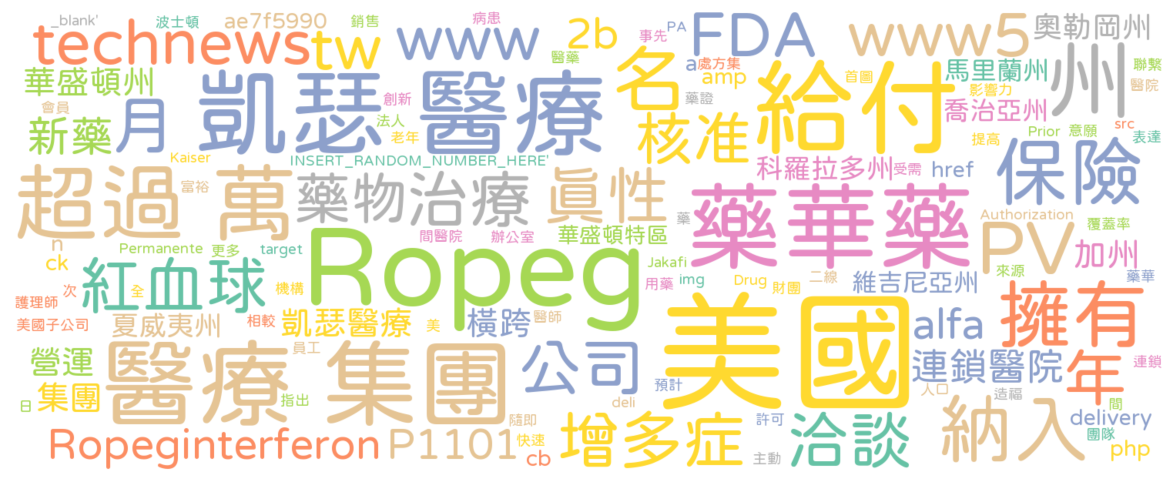 _blank'
波士頓
ae7f5990
銷售
病患
事先
PA
FDA
www5
奧勒岡州
technews
tw
www
2b
醫藥
名
a
處方集
amp
首圖
馬里蘭州
州
聯繫
醫院
華盛頓州
凱瑟
醫療
給付
影響力
喬治亞州
會員
新藥
月
創新
法人
老年
藥證
核准
提高
Prior
意願
src
表達
Kaiser
INSERT_RANDOM_NUMBER_HERE'
科羅拉多州
受需
href
保險
超過
萬
富裕
藥物治療
真性
藥華藥
Authorization
覆蓋率
藥
n
ck
Permanente
更多
target
Ropeg
間醫院
辦公室
華盛頓特區
PV
加州
紅血球
Jakafi
用藥
img
Drug
財團
二線
維吉尼亞州
來源
藥華
護理師
次
全
機構
美國
擁有
美國子公司
夏威夷州
相較
凱瑟醫療
美
橫跨
醫師
alfa
年
營運
醫療
集團
員工
公司
預計
連鎖醫院
連鎖
日
集團
指出
deli
人口
造福
納入
間
delivery
隨即
增多症
許可
洽談
團隊
Ropeginterferon
P1101
快速
cb
主動
php